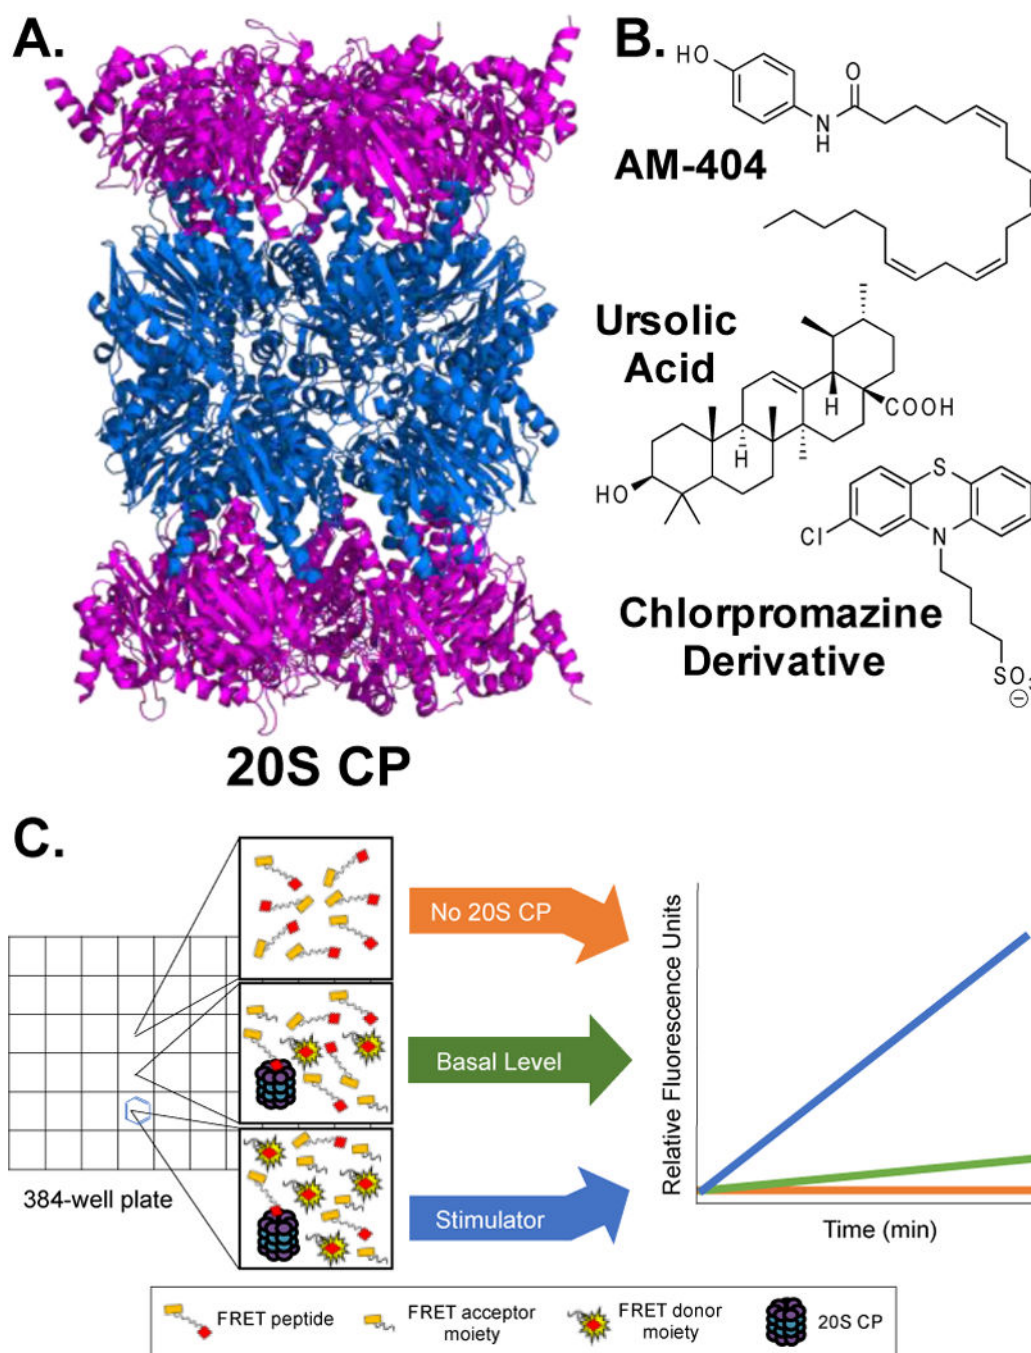 A.
20S CP
B.
HO
O
N
H
AM-404
Ursolic
Acid
H
COOH
H
HO
S
Cl
N
Chlorpromazine
Derivative
SO3
⊖
C.
384-well plate
No 20S CP
Basal Level
Stimulator
Relative Fluorescence Units
Time (min)
FRET peptide
FRET acceptor
moiety
FRET donor
moiety
20S CP